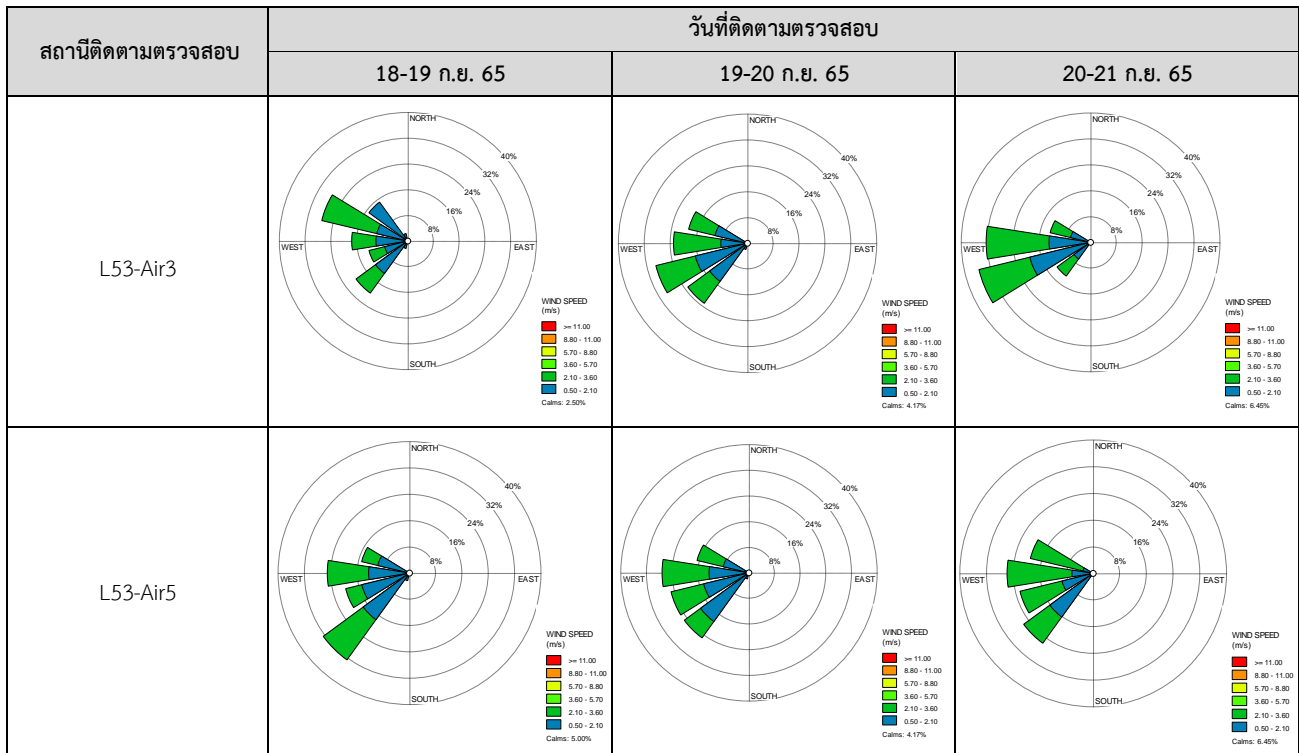 สถานีติดตามตรวจสอบ
วันที่ติดตามตรวจสอบ
18-19 ก.ย. 65
19-20 ก.ย. 65
20-21 ก.ย. 65
L53-Air3
NORTH
40%
32%
24%
16%
8%
WEST
EAST
SOUTH
WIND SPEED
(m/s)
>= 11.00
8.80 - 11.00
5.70 - 8.80
3.60 - 5.70
2.10 - 3.60
0.50 - 2.10
Calms: 2.50%
NORTH
40%
32%
24%
16%
8%
WEST
EAST
SOUTH
WIND SPEED
(m/s)
>= 11.00
8.80 - 11.00
5.70 - 8.80
3.60 - 5.70
2.10 - 3.60
0.50 - 2.10
Calms: 4.17%
NORTH
40%
32%
24%
16%
8%
WEST
EAST
SOUTH
WIND SPEED
(m/s)
>= 11.00
8.80 - 11.00
5.70 - 8.80
3.60 - 5.70
2.10 - 3.60
0.50 - 2.10
Calms: 6.45%
L53-Air5
NORTH
40%
32%
24%
16%
8%
WEST
EAST
SOUTH
WIND SPEED
(m/s)
>= 11.00
8.80 - 11.00
5.70 - 8.80
3.60 - 5.70
2.10 - 3.60
0.50 - 2.10
Calms: 5.00%
NORTH
40%
32%
24%
16%
8%
WEST
EAST
SOUTH
WIND SPEED
(m/s)
>= 11.00
8.80 - 11.00
5.70 - 8.80
3.60 - 5.70
2.10 - 3.60
0.50 - 2.10
Calms: 4.17%
NORTH
40%
32%
24%
16%
8%
WEST
EAST
SOUTH
WIND SPEED
(m/s)
>= 11.00
8.80 - 11.00
5.70 - 8.80
3.60 - 5.70
2.10 - 3.60
0.50 - 2.10
Calms: 6.45%